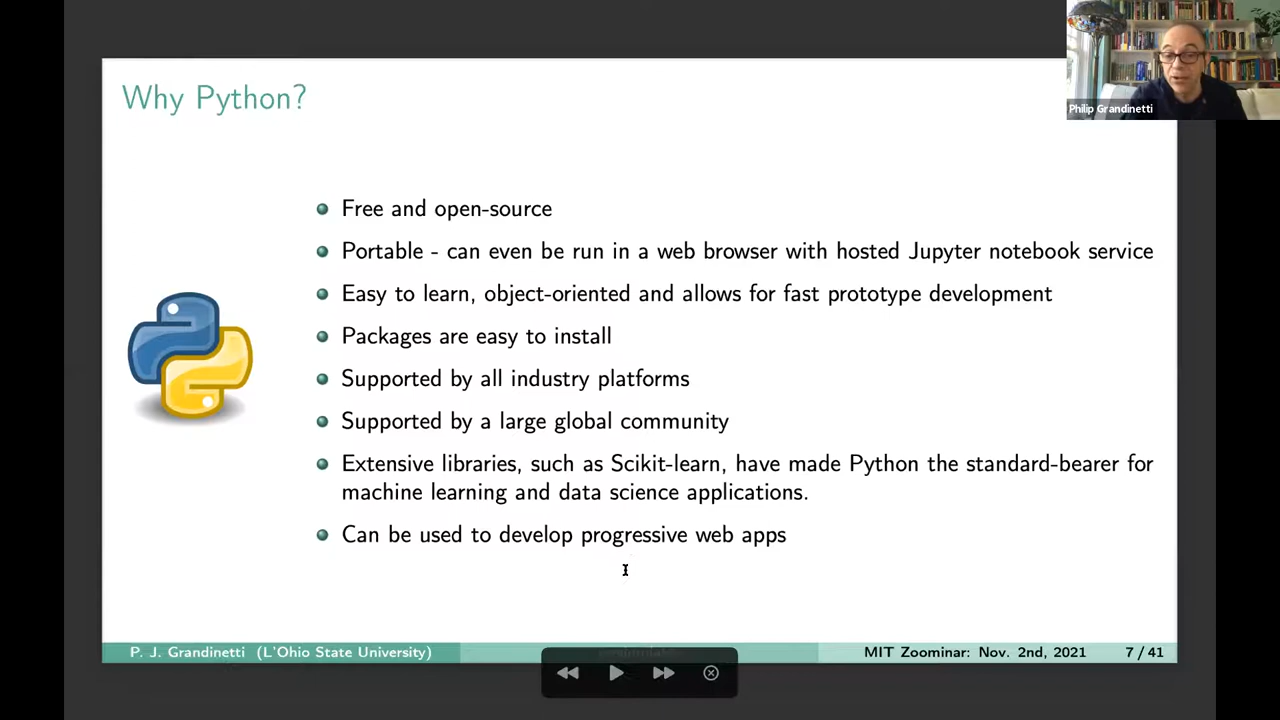 Why Python?
Philip Grandinetti
Free and open-source
Portable - can even be run in a web browser with hosted Jupyter notebook service
Easy to learn, object-oriented and allows for fast prototype development
Packages are easy to install
Supported by all industry platforms
Supported by a large global community
Extensive libraries, such as Scikit-learn, have made Python the standard-bearer for
machine learning and data science applications.
Can be used to develop progressive web apps
P. J. Grandinetti (L'Ohio State University)
MIT Zoominar: Nov. 2nd, 2021 7 / 41